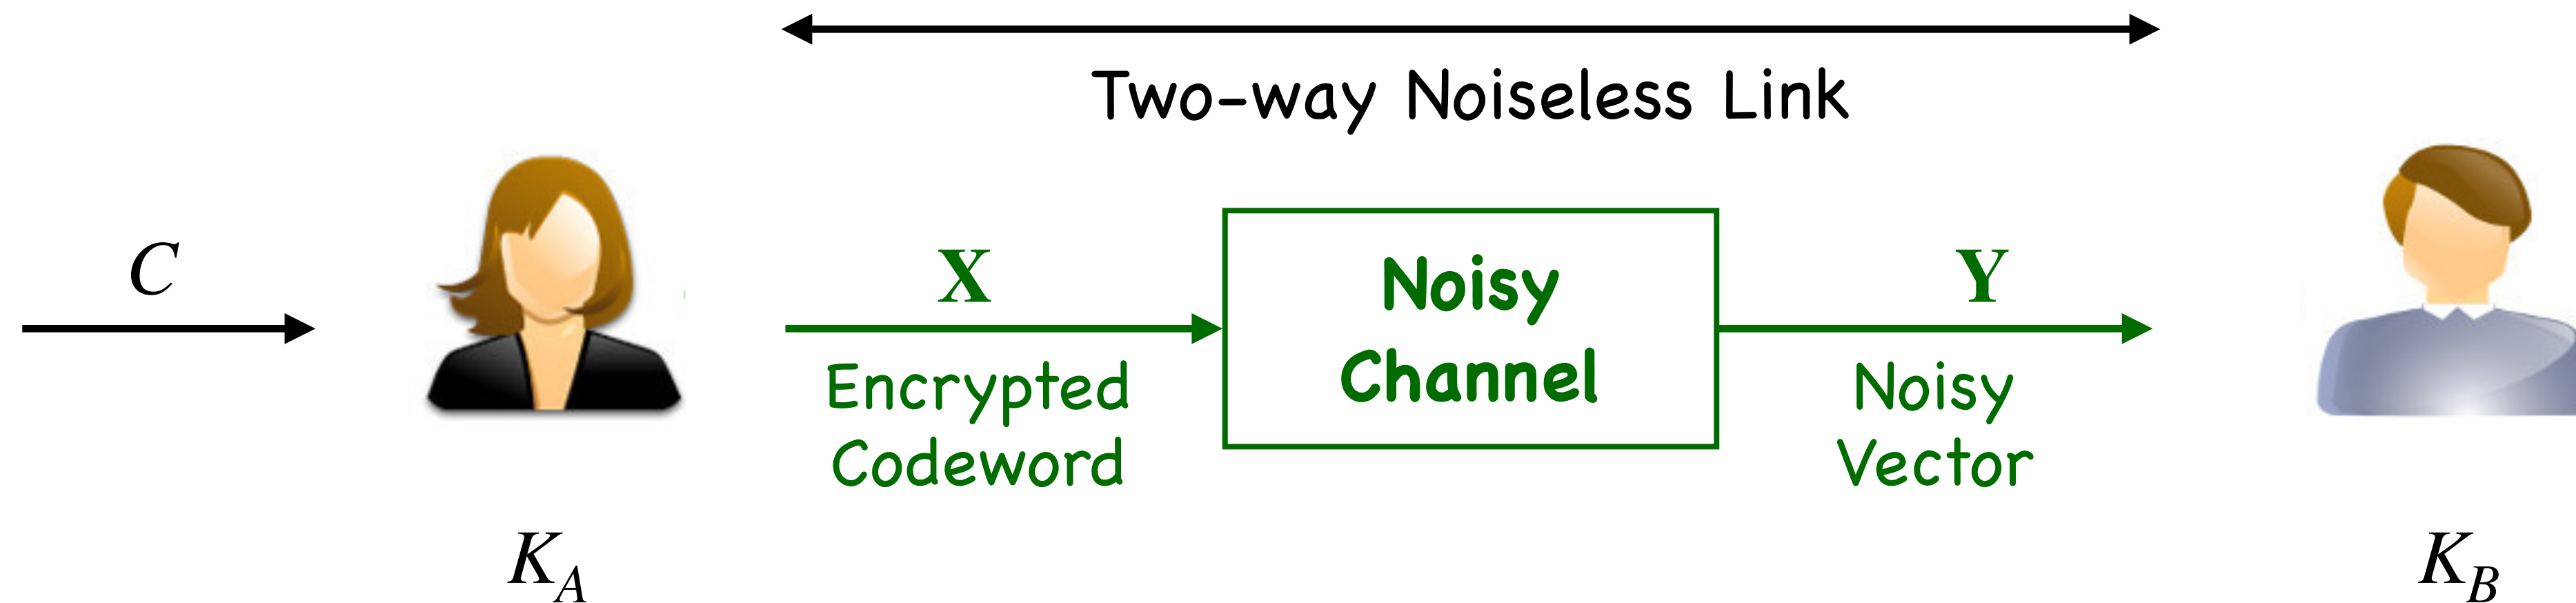 Two-way Noiseless Link
C
X
Noisy
Channel
Y
Encrypted
Codeword
Noisy
Vector
K_A
K_B